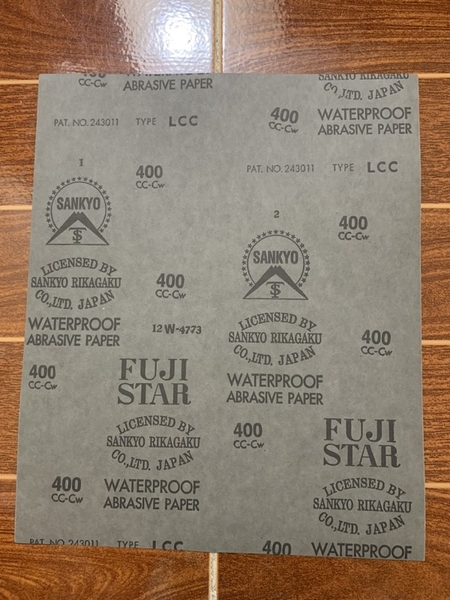 400
CC-Cw
WATERPROOF
ABRASIVE PAPER
SANKYO RIKAGAKU
CO.,LTD. JAPAN
400
CC-Cw
WATERPROOF
ABRASIVE PAPER
PAT. NO. 243011 TYPE LCC
1
400
CC-Cw
PAT. NO. 243011 TYPE LCC
SANKYO
S
2
400
CC-Cw
SANKYO
S
LICENSED BY
SANKYO RIKAGAKU
CO.,LTD. JAPAN
400
CC-Cw
WATERPROOF
ABRASIVE PAPER
12 W-4773
LICENSED BY
SANKYO RIKAGAKU
CO.,LTD. JAPAN
400
CC-Cw
400
CC-Cw
FUJI
STAR
WATERPROOF
ABRASIVE PAPER
LICENSED BY
SANKYO RIKAGAKU
CO.,LTD. JAPAN
400
CC-Cw
FUJI
STAR
400
CC-Cw
WATERPROOF
ABRASIVE PAPER
LICENSED BY
SANKYO RIKAGAKU
CO.,LTD. JAPAN
PAT. NO. 243011 TYPE LCC
400
WATERPROOF